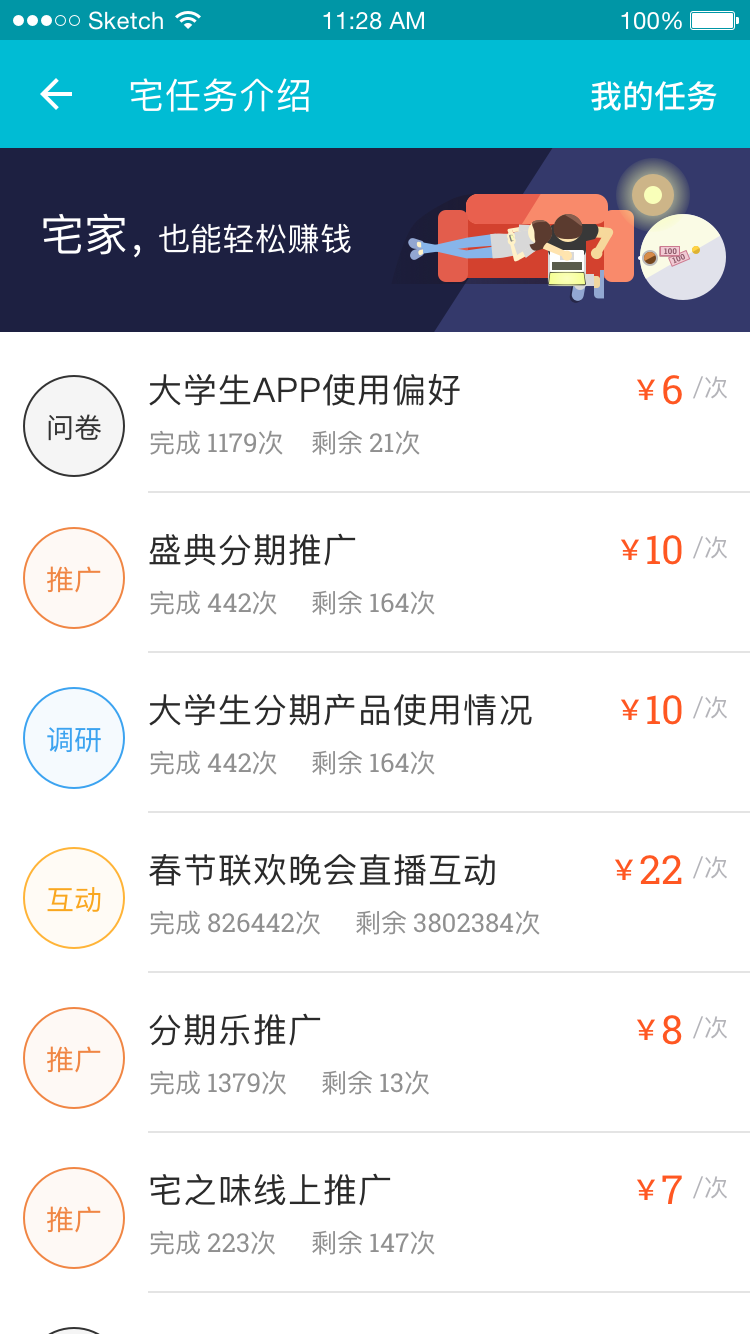 Sketch 11:28 AM 100%
宅任务介绍 我的任务
宅家，也能轻松赚钱
100
100
大学生APP使用偏好 ¥6 /次
问卷
完成 1179次 剩余 21次
盛典分期推广 ¥10 /次
推广
完成 442次 剩余 164次
大学生分期产品使用情况 ¥10 /次
调研
完成 442次 剩余 164次
春节联欢晚会直播互动 ¥22 /次
互动
完成 826442次 剩余 3802384次
分期乐推广 ¥8 /次
推广
完成 1379次 剩余 13次
宅之味线上推广 ¥7 /次
推广
完成 223次 剩余 147次